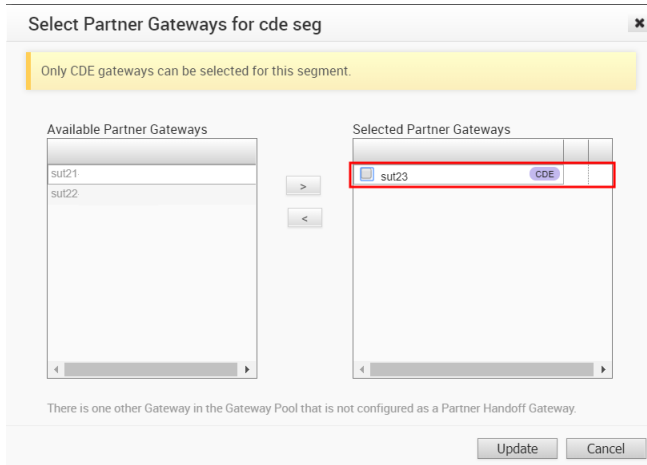 Select Partner Gateways for cde seg
Only CDE gateways can be selected for this segment.
Available Partner Gateways
sut21
sut22
>
<
Selected Partner Gateways
sut23 CDE
There is one other Gateway in the Gateway Pool that is not configured as a Partner Handoff Gateway.
Update Cancel